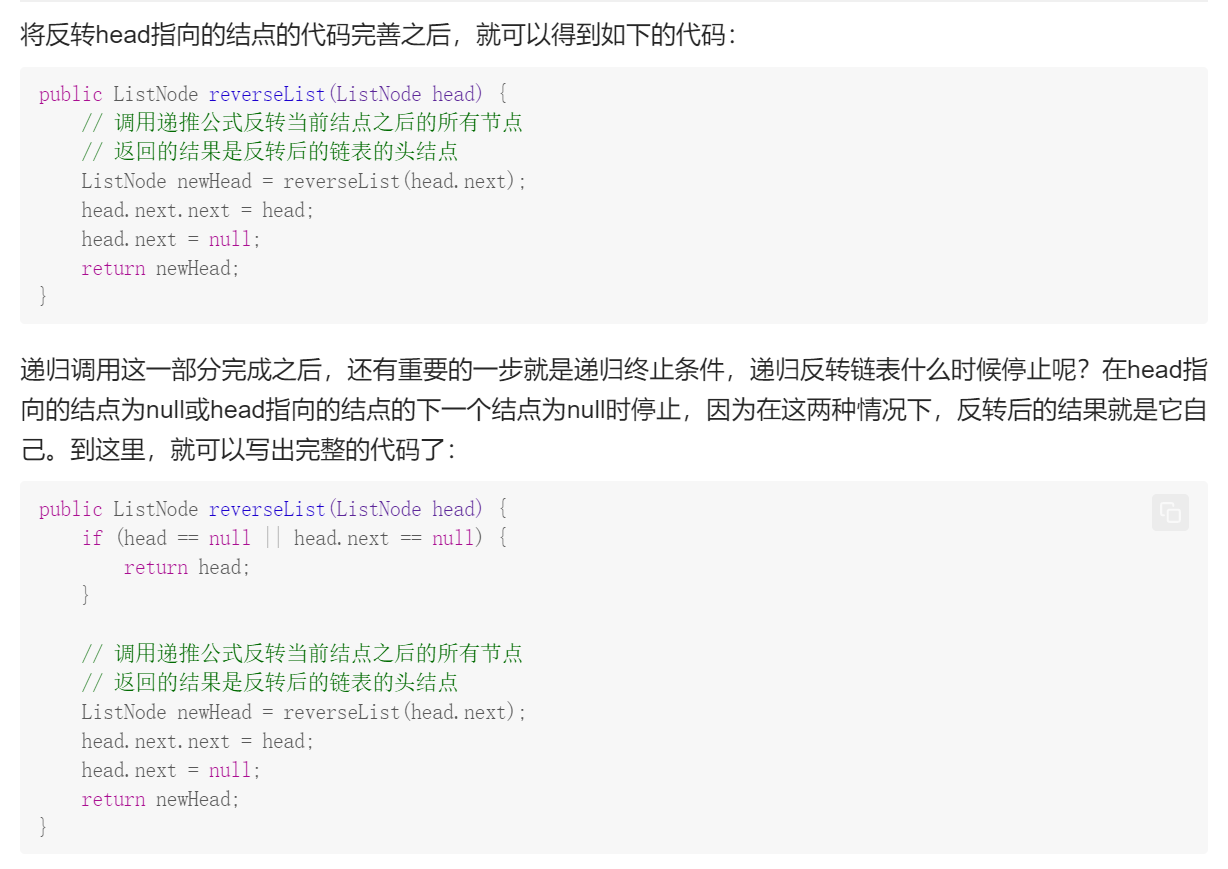 将反转head指向的结点的代码完善之后，就可以得到如下的代码：
public ListNode reverseList(ListNode head) {
    // 调用递推公式反转当前结点之后的所有节点
    // 返回的结果是反转后的链表的头结点
    ListNode newHead = reverseList(head.next);
    head.next.next = head;
    head.next = null;
    return newHead;
}
递归调用这一部分完成之后，还有重要的一步就是递归终止条件，递归反转链表什么时候停止呢？在head指
向的结点为null或head指向的结点的下一个结点为null时停止，因为在这两种情况下，反转后的结果就是它自
己。到这里，就可以写出完整的代码了：
public ListNode reverseList(ListNode head) {
    if (head == null || head.next == null) {
        return head;
    }
    // 调用递推公式反转当前结点之后的所有节点
    // 返回的结果是反转后的链表的头结点
    ListNode newHead = reverseList(head.next);
    head.next.next = head;
    head.next = null;
    return newHead;
}